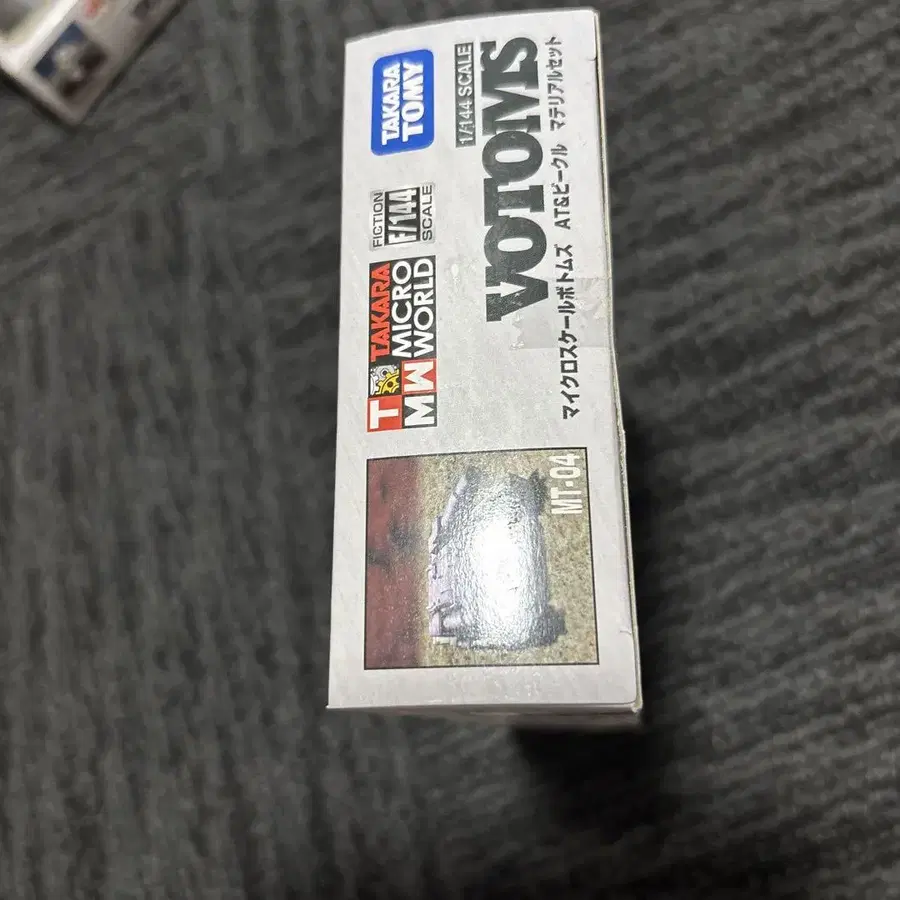 TAKARA
TOMY
TAKARA
MICRO
WORLD
T
MW
FICTION
F/144
SCALE
1/144 SCALE
VOTOMS
マイクロスケールボトムズ AT&ビークル マテリアルセット
MT-04